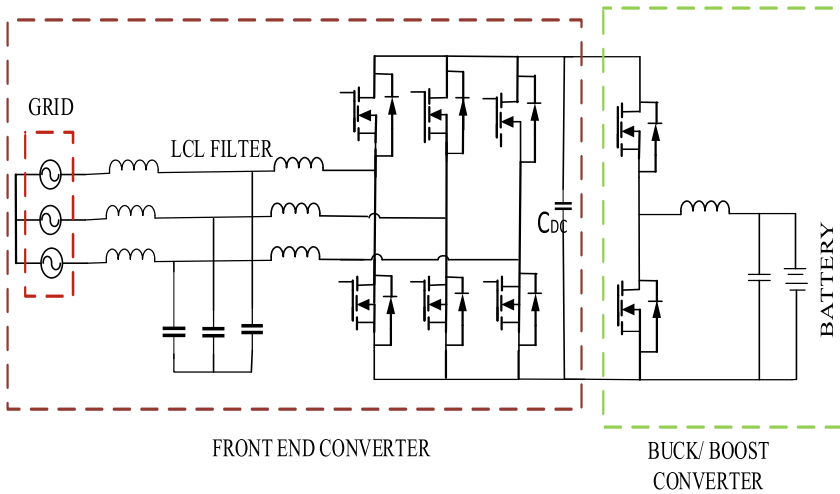 GRID
LCL FILTER
CDC
BATTERY
FRONT END CONVERTER
BUCK/ BOOST
CONVERTER